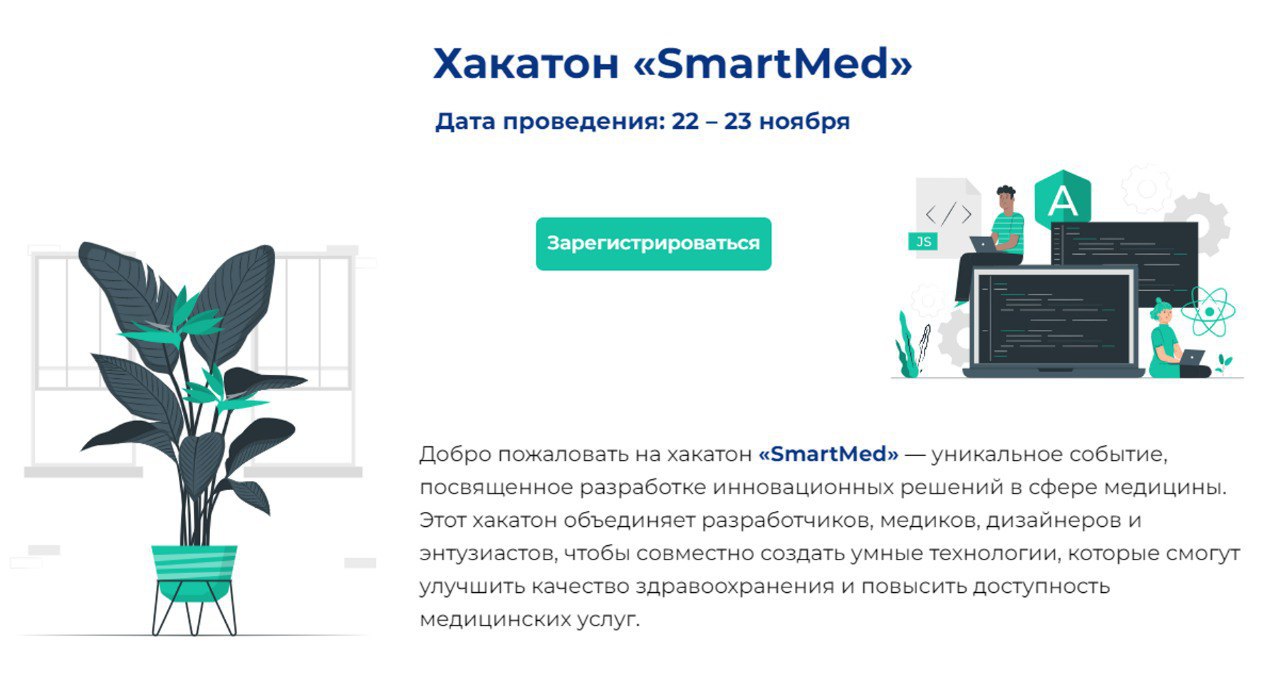 Хакатон «SmartMed»
Дата проведения: 22 – 23 ноября
Зарегистрироваться
</>
JS
A
Добро пожаловать на хакатон «SmartMed» — уникальное событие,
посвященное разработке инновационных решений в сфере медицины.
Этот хакатон объединяет разработчиков, медиков, дизайнеров и
энтузиастов, чтобы совместно создать умные технологии, которые смогут
улучшить качество здравоохранения и повысить доступность
медицинских услуг.